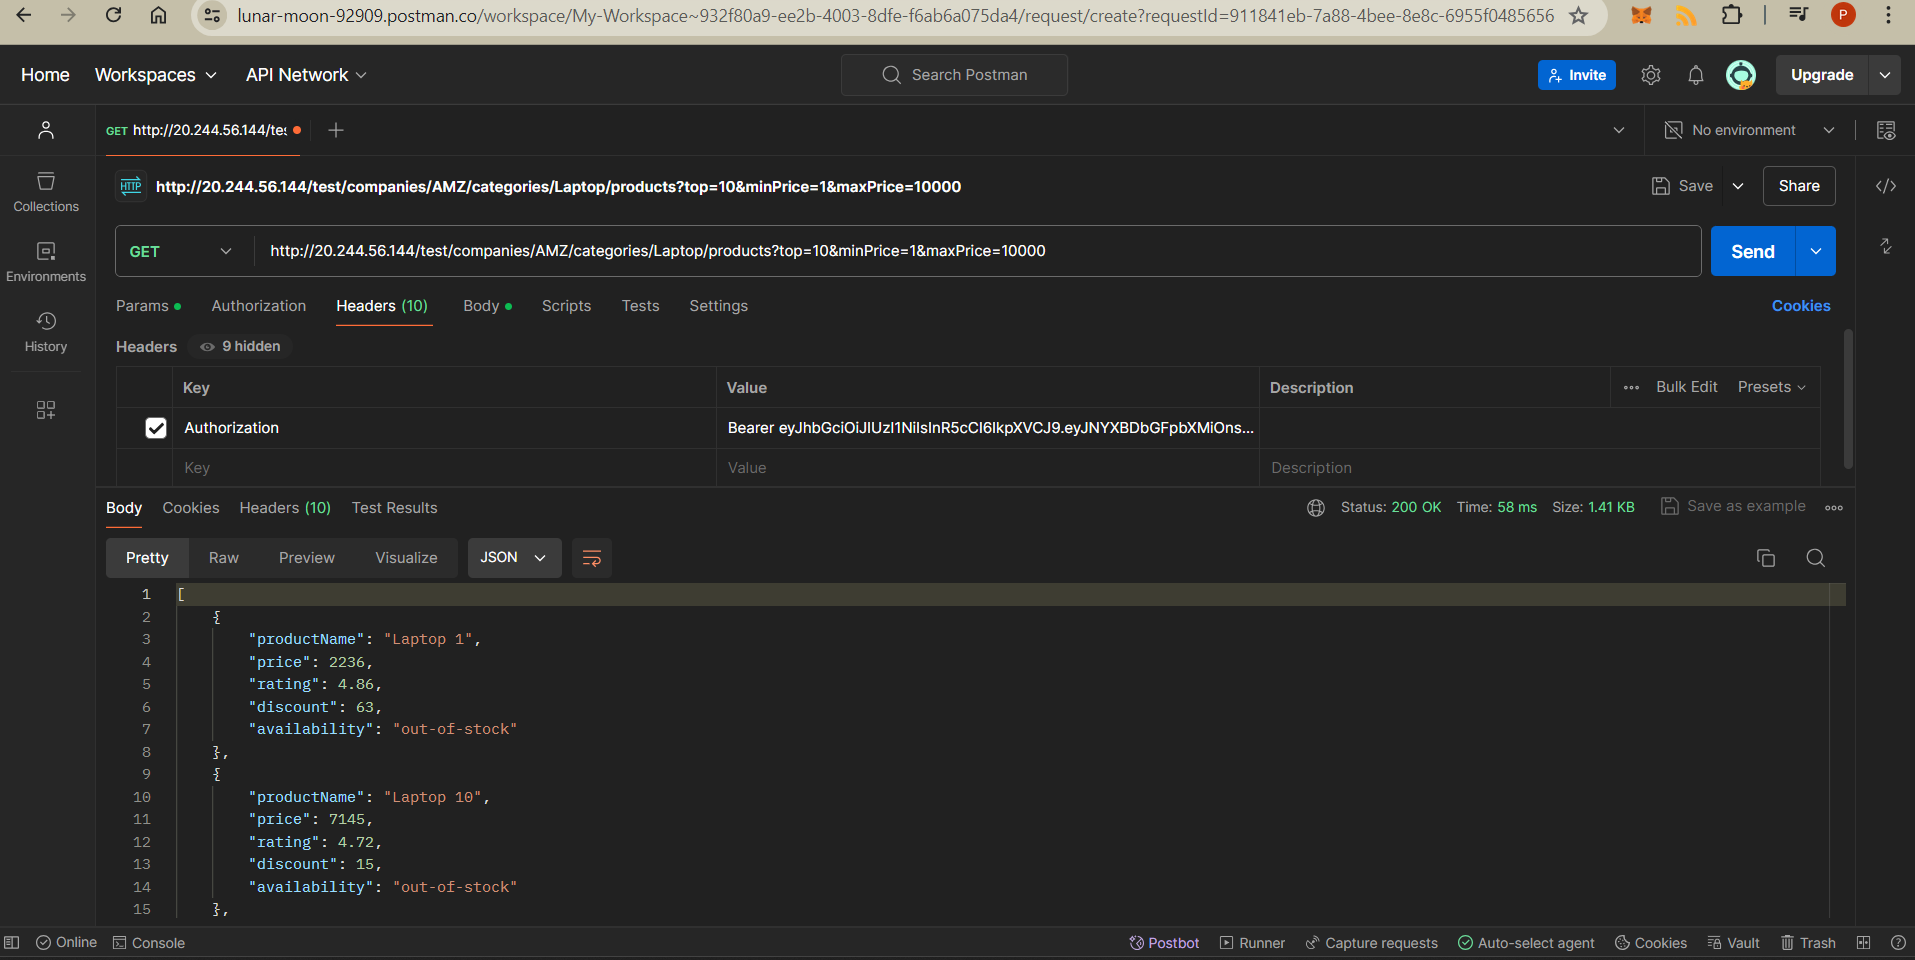 lunar-moon-92909.postman.co/workspace/My-Workspace~932f80a9-ee2b-4003-8dfe-f6ab6a075da4/request/create?requestId=911841eb-7a88-4bee-8e8c-6955f0485656
P
Home Workspaces API Network Search Postman Invite Upgrade
GET http://20.244.56.144/tes No environment
HTTP http://20.244.56.144/test/companies/AMZ/categories/Laptop/products?top=10&minPrice=1&maxPrice=10000 Save Share
Collections
Environments
History
GET http://20.244.56.144/test/companies/AMZ/categories/Laptop/products?top=10&minPrice=1&maxPrice=10000 Send
Params Authorization Headers (10) Body Scripts Tests Settings Cookies
Headers 9 hidden
Key Value Description Bulk Edit Presets
Authorization Bearer eyJhbGciOiJIUzI1NiIsInR5cCI6IkpXVCJ9.eyJNYXBDbGFpbXMiOns...
Key Value Description
Body Cookies Headers (10) Test Results Status: 200 OK Time: 58 ms Size: 1.41 KB Save as example
Pretty Raw Preview Visualize JSON
1 [
2 {
3 "productName": "Laptop 1",
4 "price": 2236,
5 "rating": 4.86,
6 "discount": 63,
7 "availability": "out-of-stock"
8 },
9 {
10 "productName": "Laptop 10",
11 "price": 7145,
12 "rating": 4.72,
13 "discount": 15,
14 "availability": "out-of-stock"
15 },
Online Console Postbot Runner Capture requests Auto-select agent Cookies Vault Trash